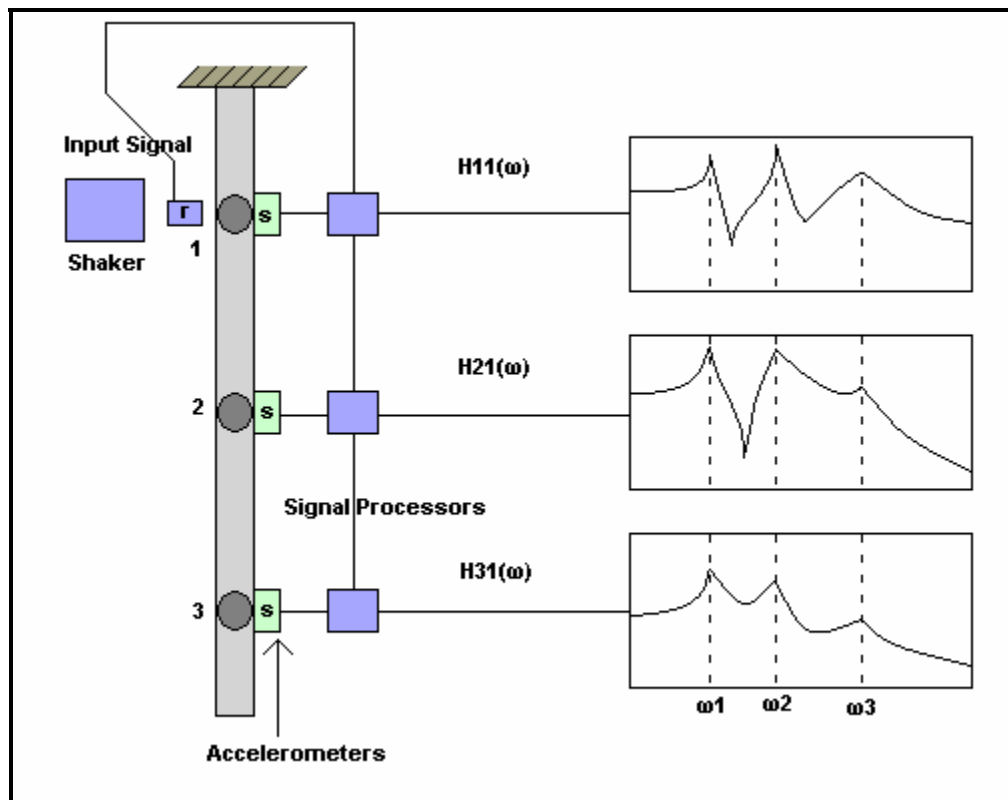 Input Signal
H11(ω)
r
s
1
Shaker
H21(ω)
2
s
Signal Processors
H31(ω)
3
s
ω1
ω2
ω3
Accelerometers